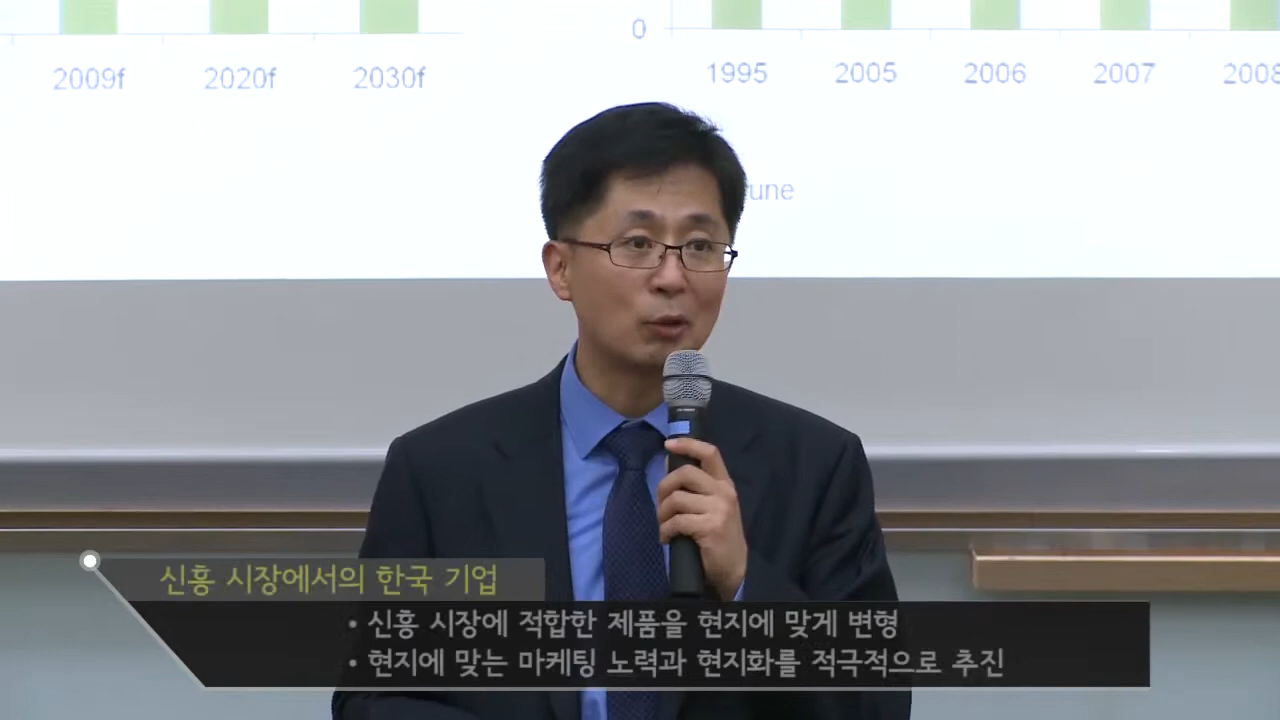 0
2009f 2020f 2030f 1995 2005 2006 2007 2008
신흥 시장에서의 한국 기업
• 신흥 시장에 적합한 제품을 현지에 맞게 변형
• 현지에 맞는 마케팅 노력과 현지화를 적극적으로 추진